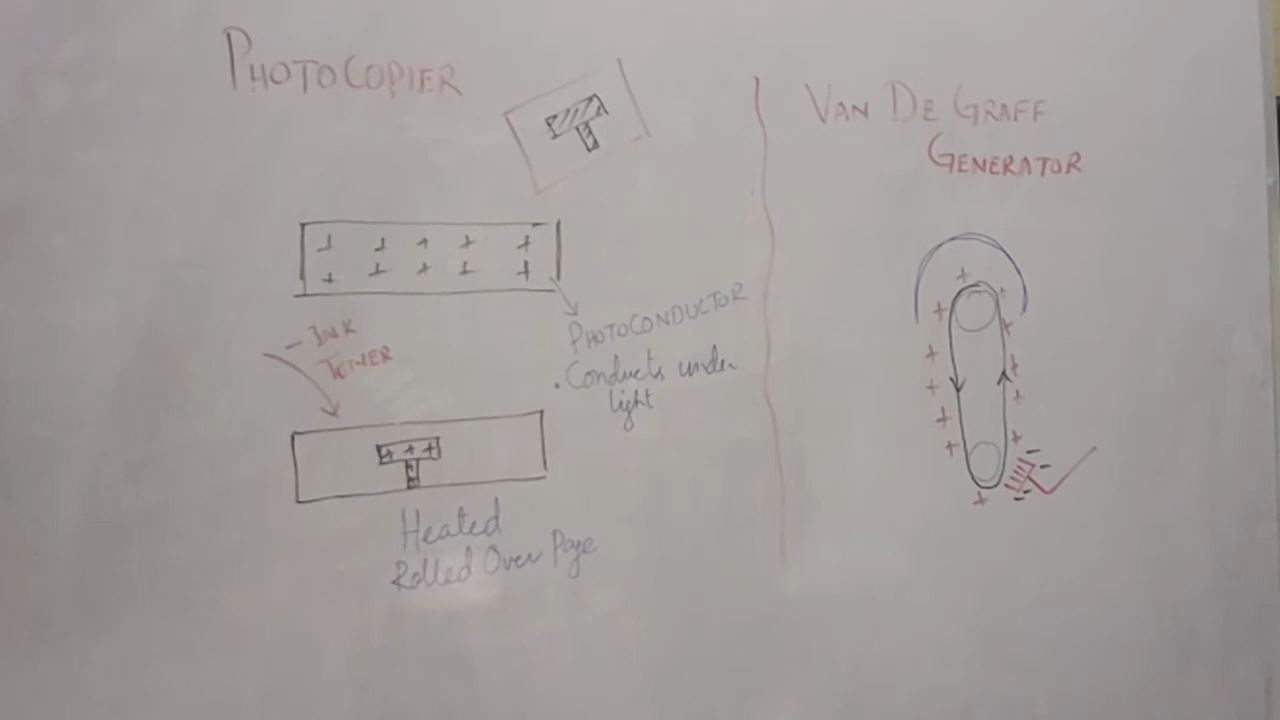 PHOTOCOPIER
+ + + + +
+ + + + +
PHOTOCONDUCTOR
. Conducts under
light
- INK
TONER
+ + +
Heated
Rolled Over Page
VAN DE GRAFF
GENERATOR